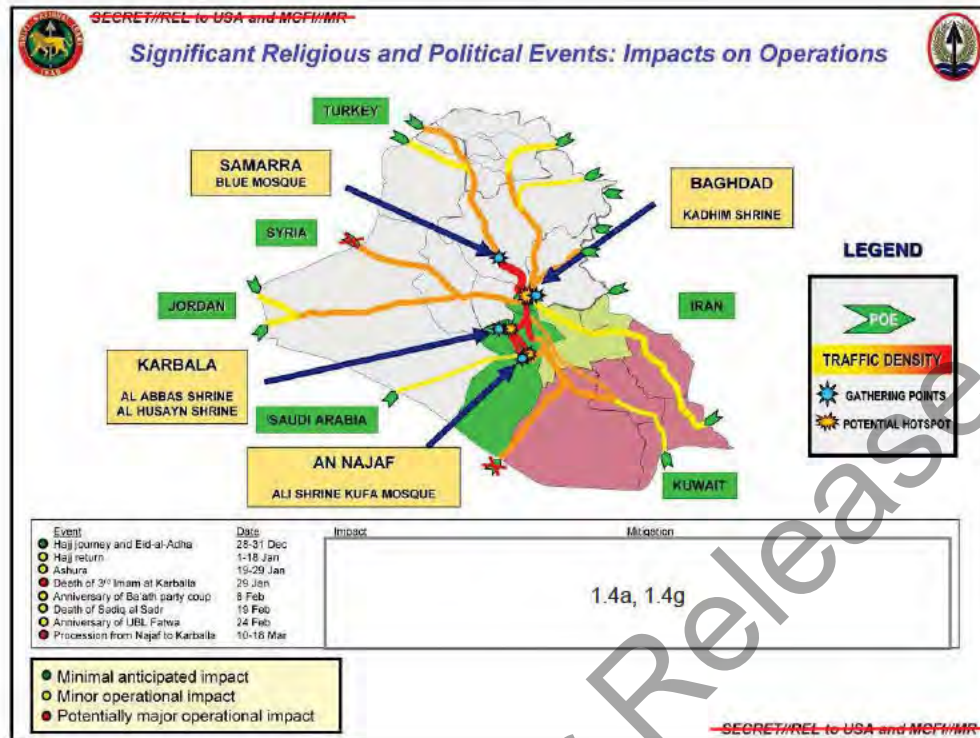 SECRET//REL to USA and MCFI//MR
Significant Religious and Political Events: Impacts on Operations
TURKEY
SAMARRA
BLUE MOSQUE
BAGHDAD
KADHIM SHRINE
SYRIA
LEGEND
JORDAN
IRAN
POE
TRAFFIC DENSITY
GATHERING POINTS
POTENTIAL HOTSPOT
KARBALA
AL ABBAS SHRINE
AL HUSAYN SHRINE
SAUDI ARABIA
AN NAJAF
ALI SHRINE KUFA MOSQUE
KUWAIT
Release
Event Date Impact Mitigation
Hajj journey and Eid-al-Adha 28-31 Dec
Hajj return 1-18 Jan
Ashura 19-29 Jan
Death of 3rd Imam at Karballa 29 Jan
Anniversary of Ba'ath party coup 8 Feb
Death of Sadiq al Sadr 19 Feb
Anniversary of UBL Fatwa 24 Feb
Procession from Najaf to Karballa 10-18 Mar
1.4a, 1.4g
Minimal anticipated impact
Minor operational impact
Potentially major operational impact
SECRET//REL to USA and MCFI//MR